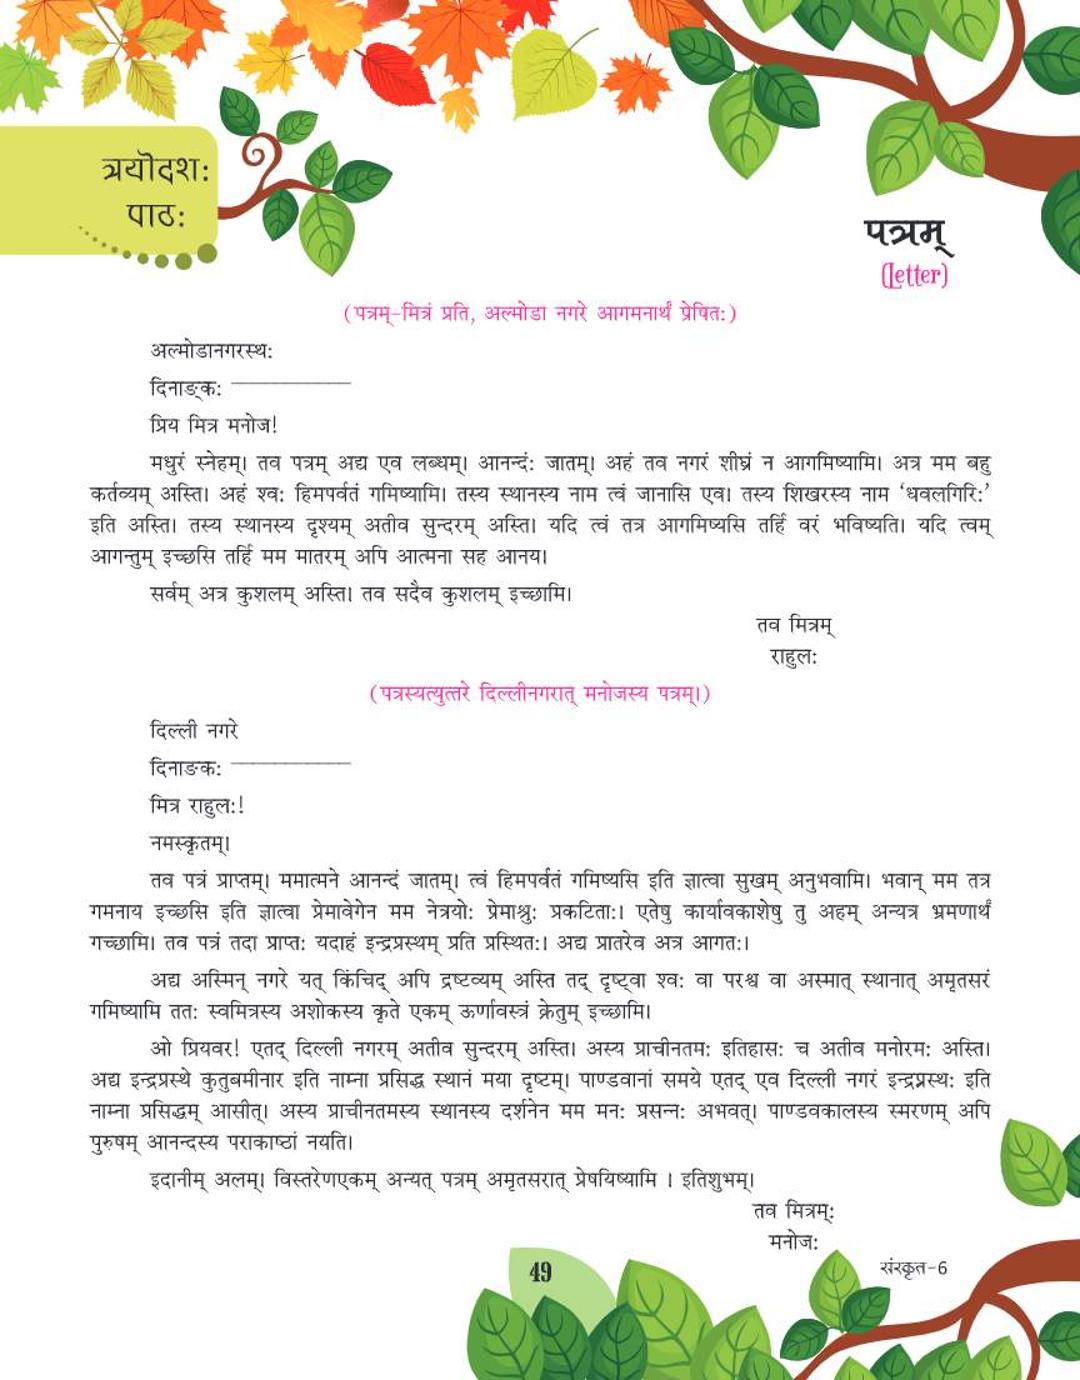 त्रयोदश:
पाठ:
पत्रम्
(Letter)
(पत्रम्-मित्रं प्रति, अल्मोडा नगरे आगमनार्थं प्रेषित:)
अल्मोडानगरस्थ:
दिनाङ्क: ____________
प्रिय मित्र मनोज!
मधुरं स्नेहम्। तव पत्रम् अद्य एव लब्धम्। आनन्दं: जातम्। अहं तव नगरं शीघ्रं न आगमिष्यामि। अत्र मम बहु
कर्तव्यम् अस्ति। अहं श्व: हिमपर्वतं गमिष्यामि। तस्य स्थानस्य नाम त्वं जानासि एव। तस्य शिखरस्य नाम ‘धवलगिरि:’
इति अस्ति। तस्य स्थानस्य दृश्यम् अतीव सुन्दरम् अस्ति। यदि त्वं तत्र आगमिष्यसि तर्हि वरं भविष्यति। यदि त्वम्
आगन्तुम् इच्छसि तर्हि मम मातरम् अपि आत्मना सह आनय।
सर्वम् अत्र कुशलम् अस्ति। तव सदैव कुशलम् इच्छामि।
तव मित्रम्
राहुल:
(पत्रस्यत्युत्तरे दिल्लीनगरात् मनोजस्य पत्रम्।)
दिल्ली नगरे
दिनाङक: ____________
मित्र राहुल:!
नमस्कृतम्।
तव पत्रं प्राप्तम्। ममात्मने आनन्दं जातम्। त्वं हिमपर्वतं गमिष्यसि इति ज्ञात्वा सुखम् अनुभवामि। भवान् मम तत्र
गमनाय इच्छसि इति ज्ञात्वा प्रेमावेगेन मम नेत्रयो: प्रेमाश्रु: प्रकटिता:। एतेषु कार्यावकाशेषु तु अहम् अन्यत्र भ्रमणार्थं
गच्छामि। तव पत्रं तदा प्राप्त: यदाहं इन्द्रप्रस्थम् प्रति प्रस्थित:। अद्य प्रातरेव अत्र आगत:।
अद्य अस्मिन् नगरे यत् किंचिद् अपि द्रष्टव्यम् अस्ति तद् दृष्ट्वा श्व: वा परश्व वा अस्मात् स्थानात् अमृतसरं
गमिष्यामि तत: स्वमित्रस्य अशोकस्य कृते एकम् ऊर्णावस्त्रं क्रेतुम् इच्छामि।
ओ प्रियवर! एतद् दिल्ली नगरम् अतीव सुन्दरम् अस्ति। अस्य प्राचीनतम: इतिहास: च अतीव मनोरम: अस्ति।
अद्य इन्द्रप्रस्थे कुतुबमीनार इति नाम्ना प्रसिद्ध स्थानं मया दृष्टम्। पाण्डवानां समये एतद् एव दिल्ली नगरं इन्द्रप्रस्थ: इति
नाम्ना प्रसिद्धम् आसीत्। अस्य प्राचीनतमस्य स्थानस्य दर्शनेन मम मन: प्रसन्न: अभवत्। पाण्डवकालस्य स्मरणम् अपि
पुरुषम् आनन्दस्य पराकाष्ठां नयति।
इदानीम् अलम्। विस्तरेणएकम् अन्यत् पत्रम् अमृतसरात् प्रेषयिष्यामि । इतिशुभम्।
तव मित्रम्:
मनोज:
49
संस्कृत-6